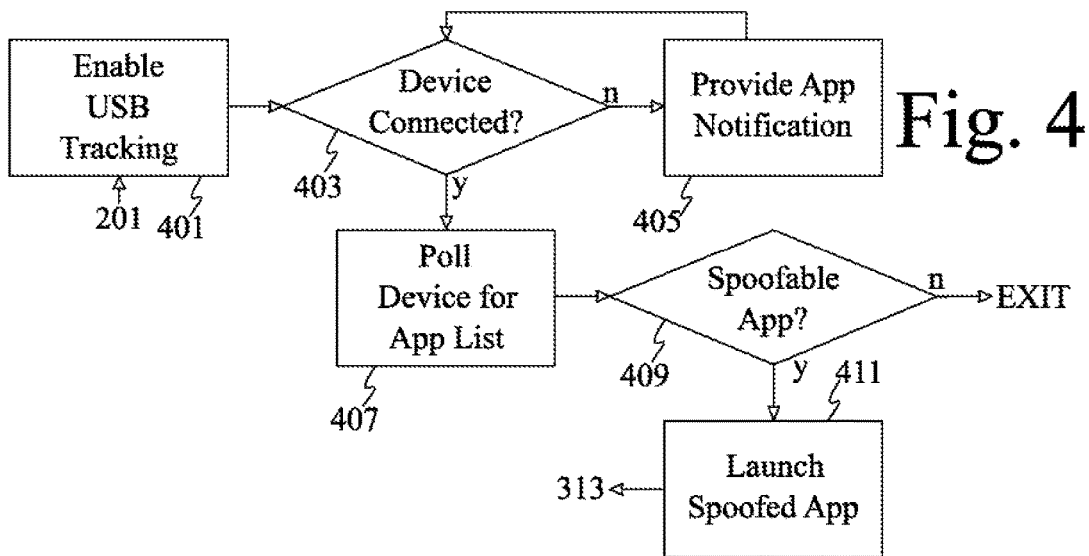 Enable
USB
Tracking
201
401
Device
Connected?
n
y
403
Provide App
Notification
405
Fig. 4
Poll
Device for
App List
407
Spoofable
App?
n
EXIT
y
409
411
Launch
Spoofed App
313